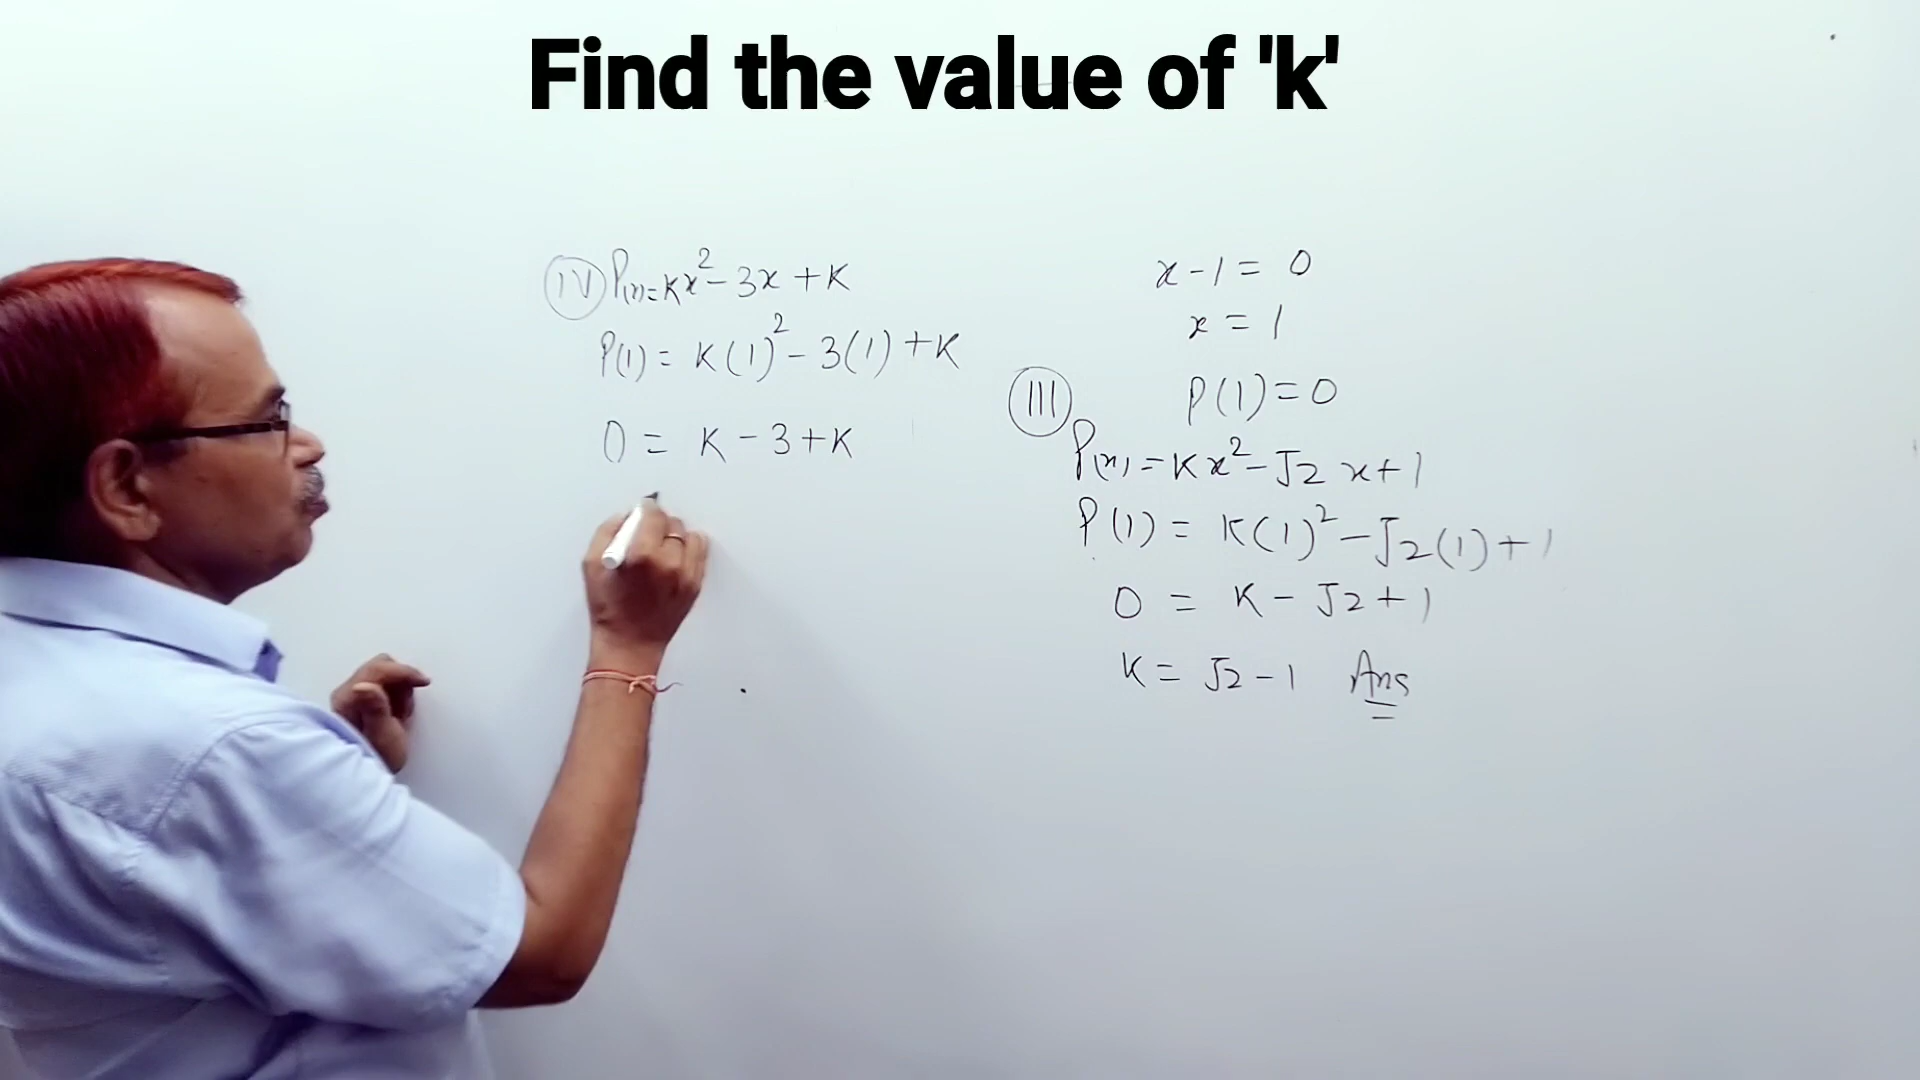 Find the value of 'k'
IV P(x)=Kx²-3x+K
P(1) = K(1)²-3(1)+K
0 = K-3+K
x-1 = 0
x = 1
P(1)=0
III
P(x)=Kx²-√2 x+1
P(1) = K(1)²-√2(1)+1
0 = K-√2+1
K = √2-1 Ans